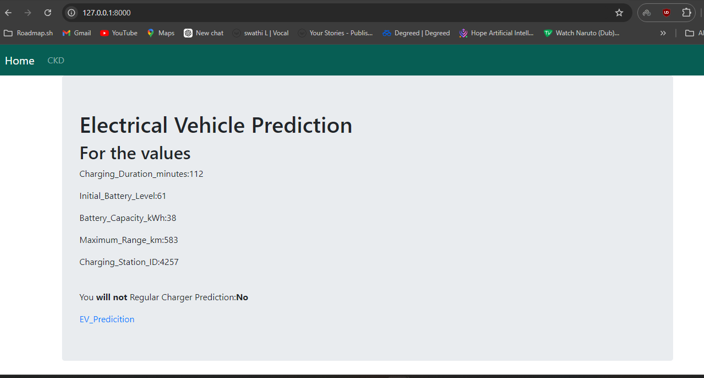 127.0.0.1:8000
Roadmap.sh Gmail YouTube Maps New chat swathi L | Vocal Your Stories – Publis... Degreed | Degreed Hope Artificial Intell... Watch Naruto (Dub)... »
Home CKD
Electrical Vehicle Prediction
For the values
Charging_Duration_minutes:112
Initial_Battery_Level:61
Battery_Capacity_kWh:38
Maximum_Range_km:583
Charging_Station_ID:4257
You will not Regular Charger Prediction:No
EV_Predicition